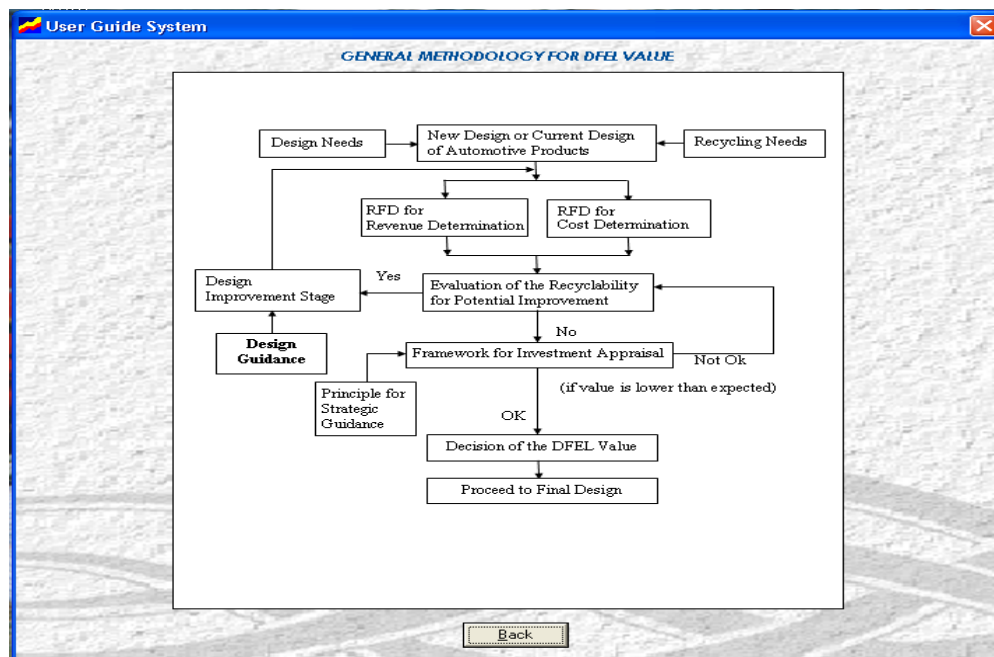 User Guide System
GENERAL METHODOLOGY FOR DFEL VALUE
Design Needs
New Design or Current Design
of Automotive Products
Recycling Needs
RFD for
Revenue Determination
RFD for
Cost Determination
Design
Improvement Stage
Yes
Evaluation of the Recyclability
for Potential Improvement
Design
Guidance
No
Framework for Investment Appraisal
Not Ok
(if value is lower than expected)
Principle for
Strategic
Guidance
OK
Decision of the DFEL Value
Proceed to Final Design
Back